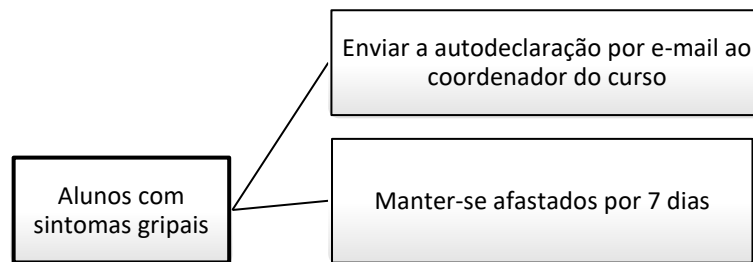 Enviar a autodeclaração por e-mail ao
coordenador do curso
Alunos com
sintomas gripais
Manter-se afastados por 7 dias